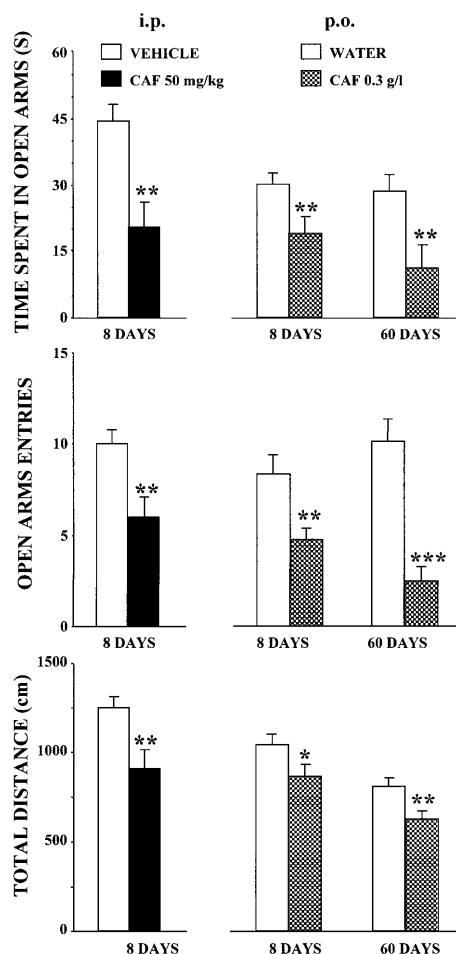 i.p. p.o.
VEHICLE WATER
CAF 50 mg/kg CAF 0.3 g/l
TIME SPENT IN OPEN ARMS (S)
60
45
30
15
0
**
**
**
8 DAYS 8 DAYS 60 DAYS
OPEN ARMS ENTRIES
15
10
5
0
**
**
***
8 DAYS 8 DAYS 60 DAYS
TOTAL DISTANCE (cm)
1500
1000
500
0
**
*
**
8 DAYS 8 DAYS 60 DAYS